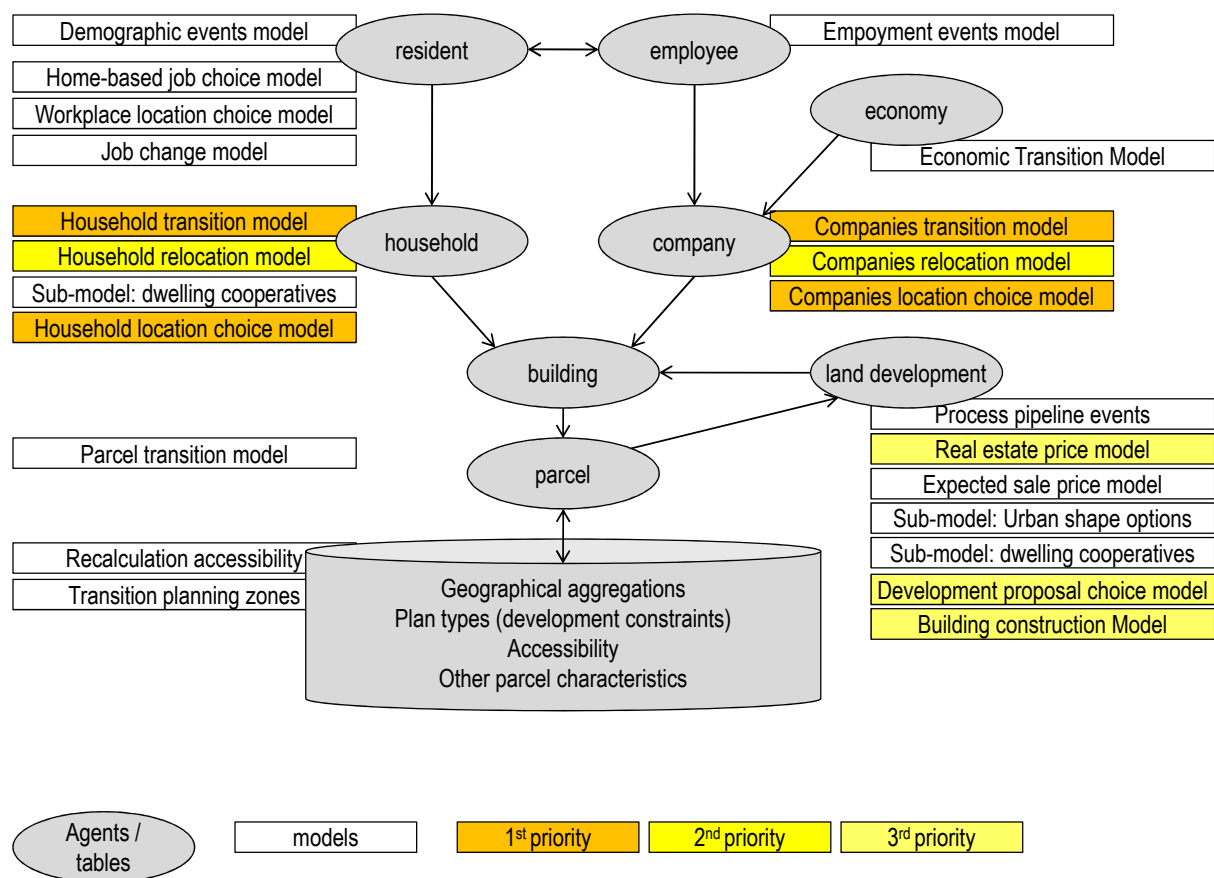 Demographic events model
resident
employee
Empoyment events model
Home-based job choice model
Workplace location choice model
Job change model
economy
Economic Transition Model
Household transition model
Household relocation model
Sub-model: dwelling cooperatives
Household location choice model
household
company
Companies transition model
Companies relocation model
Companies location choice model
building
land development
Process pipeline events
Real estate price model
Expected sale price model
Sub-model: Urban shape options
Sub-model: dwelling cooperatives
Development proposal choice model
Building construction Model
Parcel transition model
parcel
Recalculation accessibility
Transition planning zones
Geographical aggregations
Plan types (development constraints)
Accessibility
Other parcel characteristics
Agents /
tables
models
1st priority
2nd priority
3rd priority